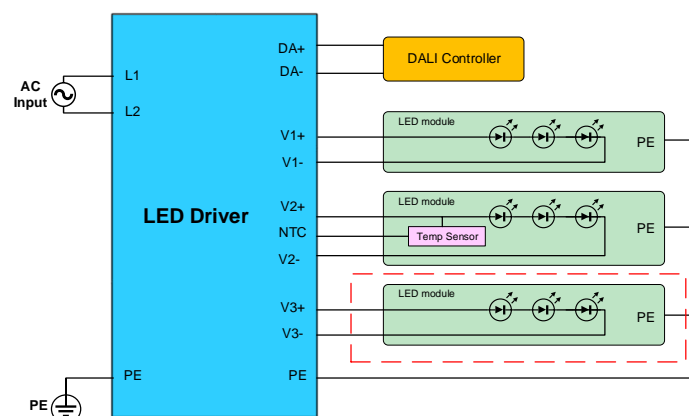 AC
Input
L1
L2
LED Driver
PE
PE
DA+
DA-
V1+
V1-
V2+
NTC
V2-
V3+
V3-
PE
DALI Controller
LED module
PE
LED module
Temp Sensor
PE
LED module
PE